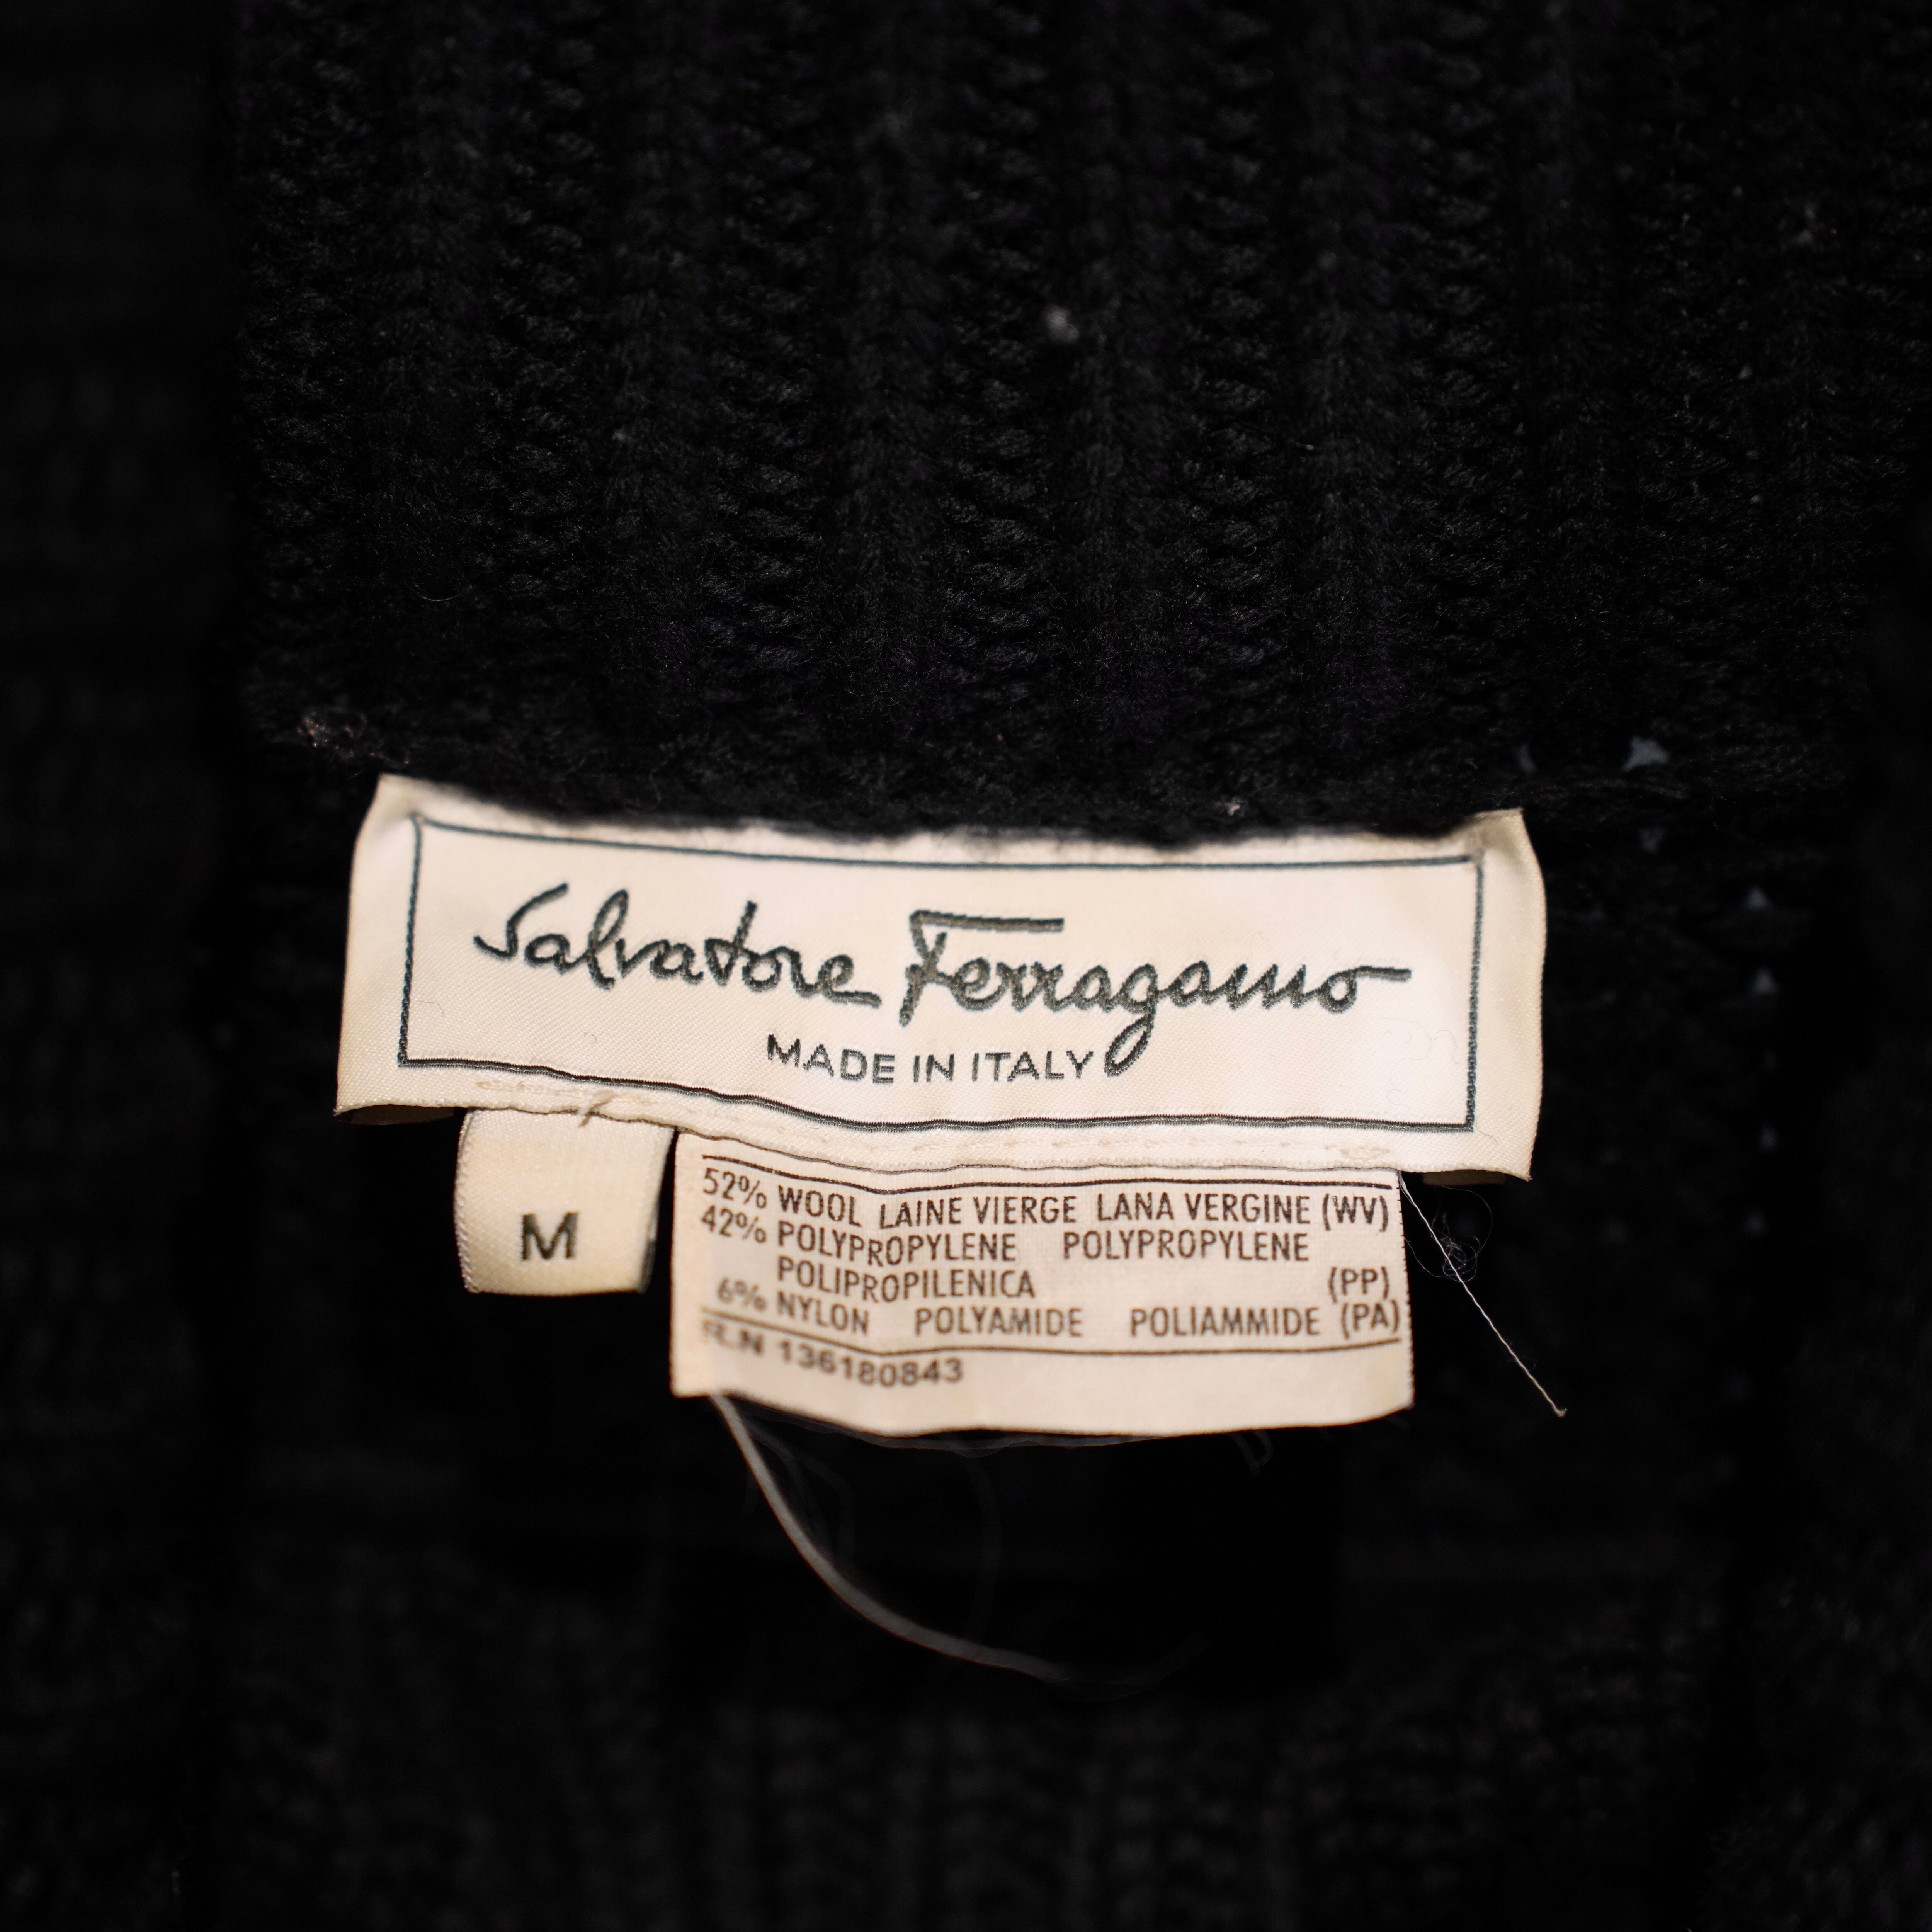 Salvatore Ferragamo
MADE IN ITALY
M
52% WOOL LAINE VIERGE LANA VERGINE (WV)
42% POLYPROPYLENE POLYPROPYLENE
POLIPROPILENICA (PP)
6% NYLON POLYAMIDE POLIAMMIDE (PA)
136180843